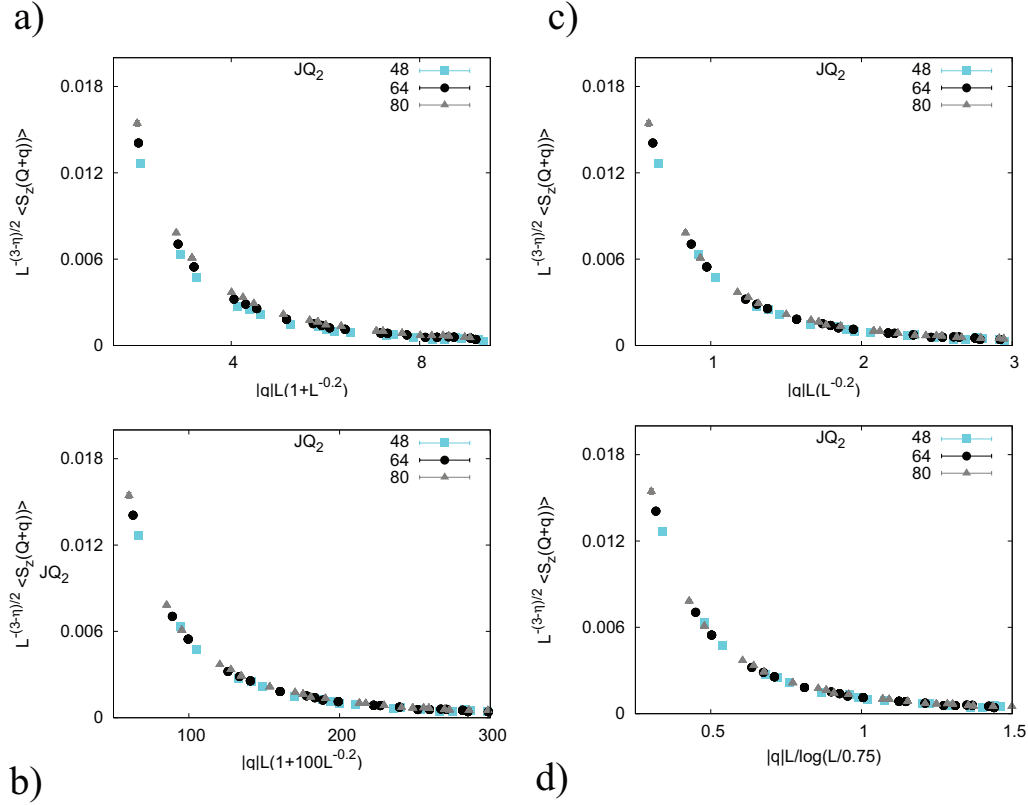 a)
JQ2
48
64
80
0.018
0.012
0.006
0
L-(3-η)/2 <Sz(Q+q))>
4
8
|q|L(1+L-0.2)
c)
JQ2
48
64
80
0.018
0.012
0.006
0
L-(3-η)/2 <Sz(Q+q))>
1
2
3
|q|L(L-0.2)
JQ2
48
64
80
0.018
0.012
0.006
0
L-(3-η)/2 <Sz(Q+q))>
JQ2
100
200
300
|q|L(1+100L-0.2)
b)
JQ2
48
64
80
0.018
0.012
0.006
0
L-(3-η)/2 <Sz(Q+q))>
0.5
1
1.5
|q|L/log(L/0.75)
d)